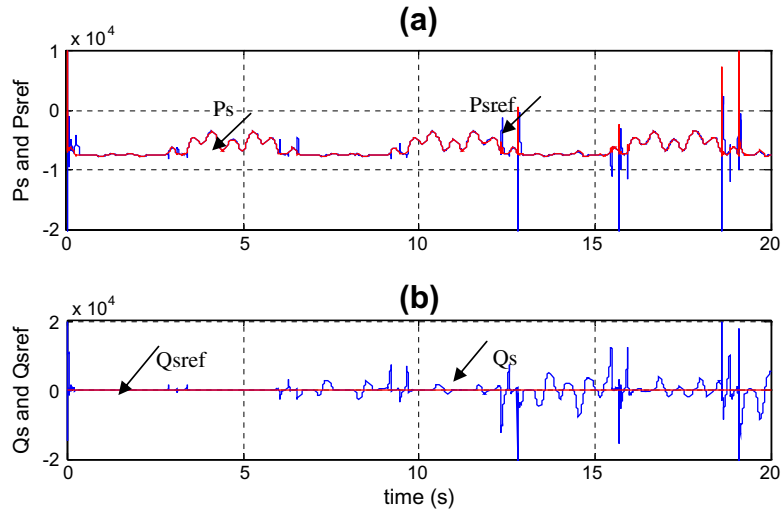 (a)
x 10^4
Ps and Psref
1
0
-1
-2
Ps
Psref
0
5
10
15
20
(b)
x 10^4
Qs and Qsref
2
0
-2
Qsref
Qs
0
5
10
15
20
time (s)